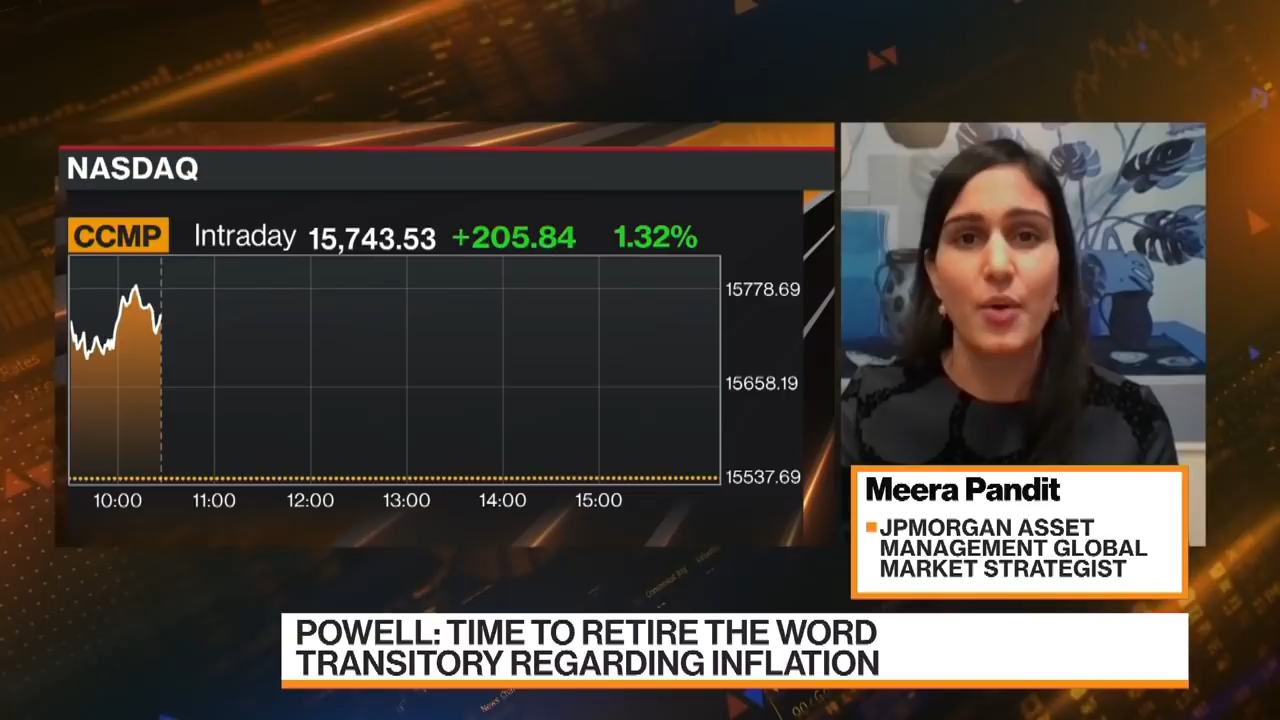 NASDAQ
CCMP Intraday 15,743.53 +205.84 1.32%
15778.69
15658.19
15537.69
10:00 11:00 12:00 13:00 14:00 15:00
Meera Pandit
JPMORGAN ASSET
MANAGEMENT GLOBAL
MARKET STRATEGIST
POWELL: TIME TO RETIRE THE WORD
TRANSITORY REGARDING INFLATION